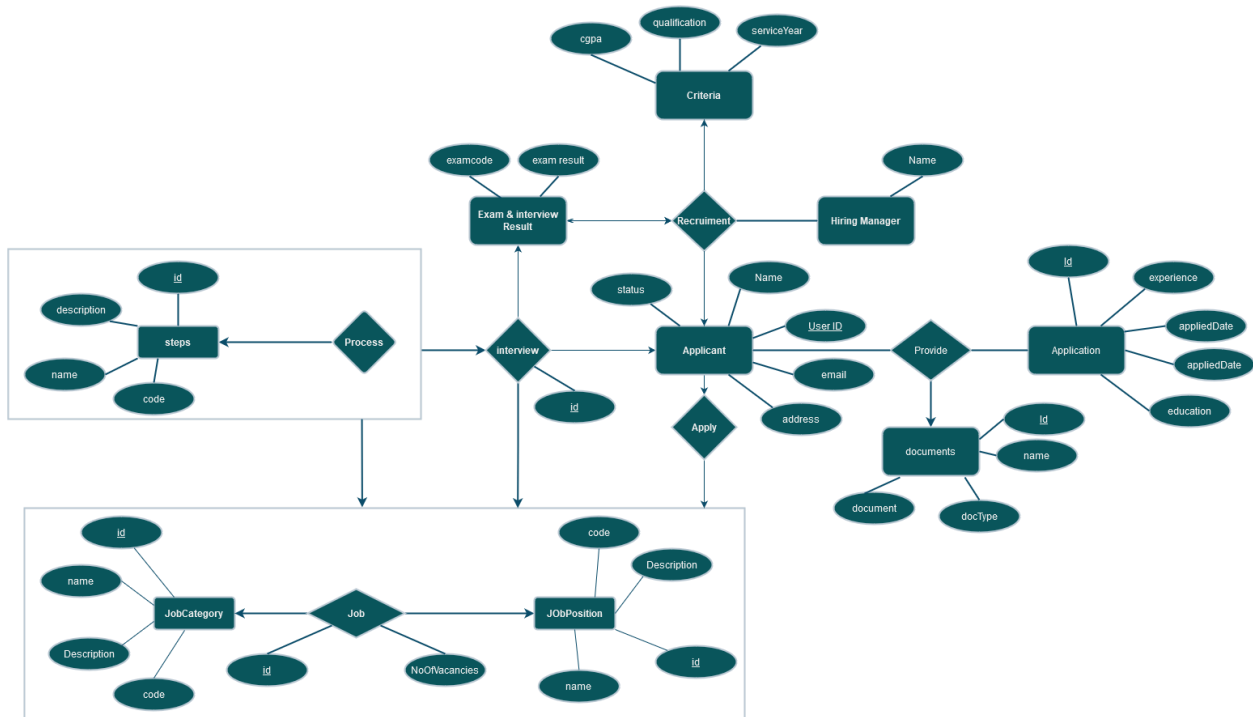 qualification
serviceYear
cgpa
Criteria
examcode
exam result
Name
Exam & interview
Result
Recruiment
Hiring Manager
id
status
Name
Id
experience
description
User ID
appliedDate
steps
Process
interview
Applicant
Provide
Application
name
email
appliedDate
code
id
address
education
Apply
Id
documents
name
document
docType
id
code
name
Description
JobCategory
Job
JObPosition
Description
id
NoOfVacancies
id
code
name